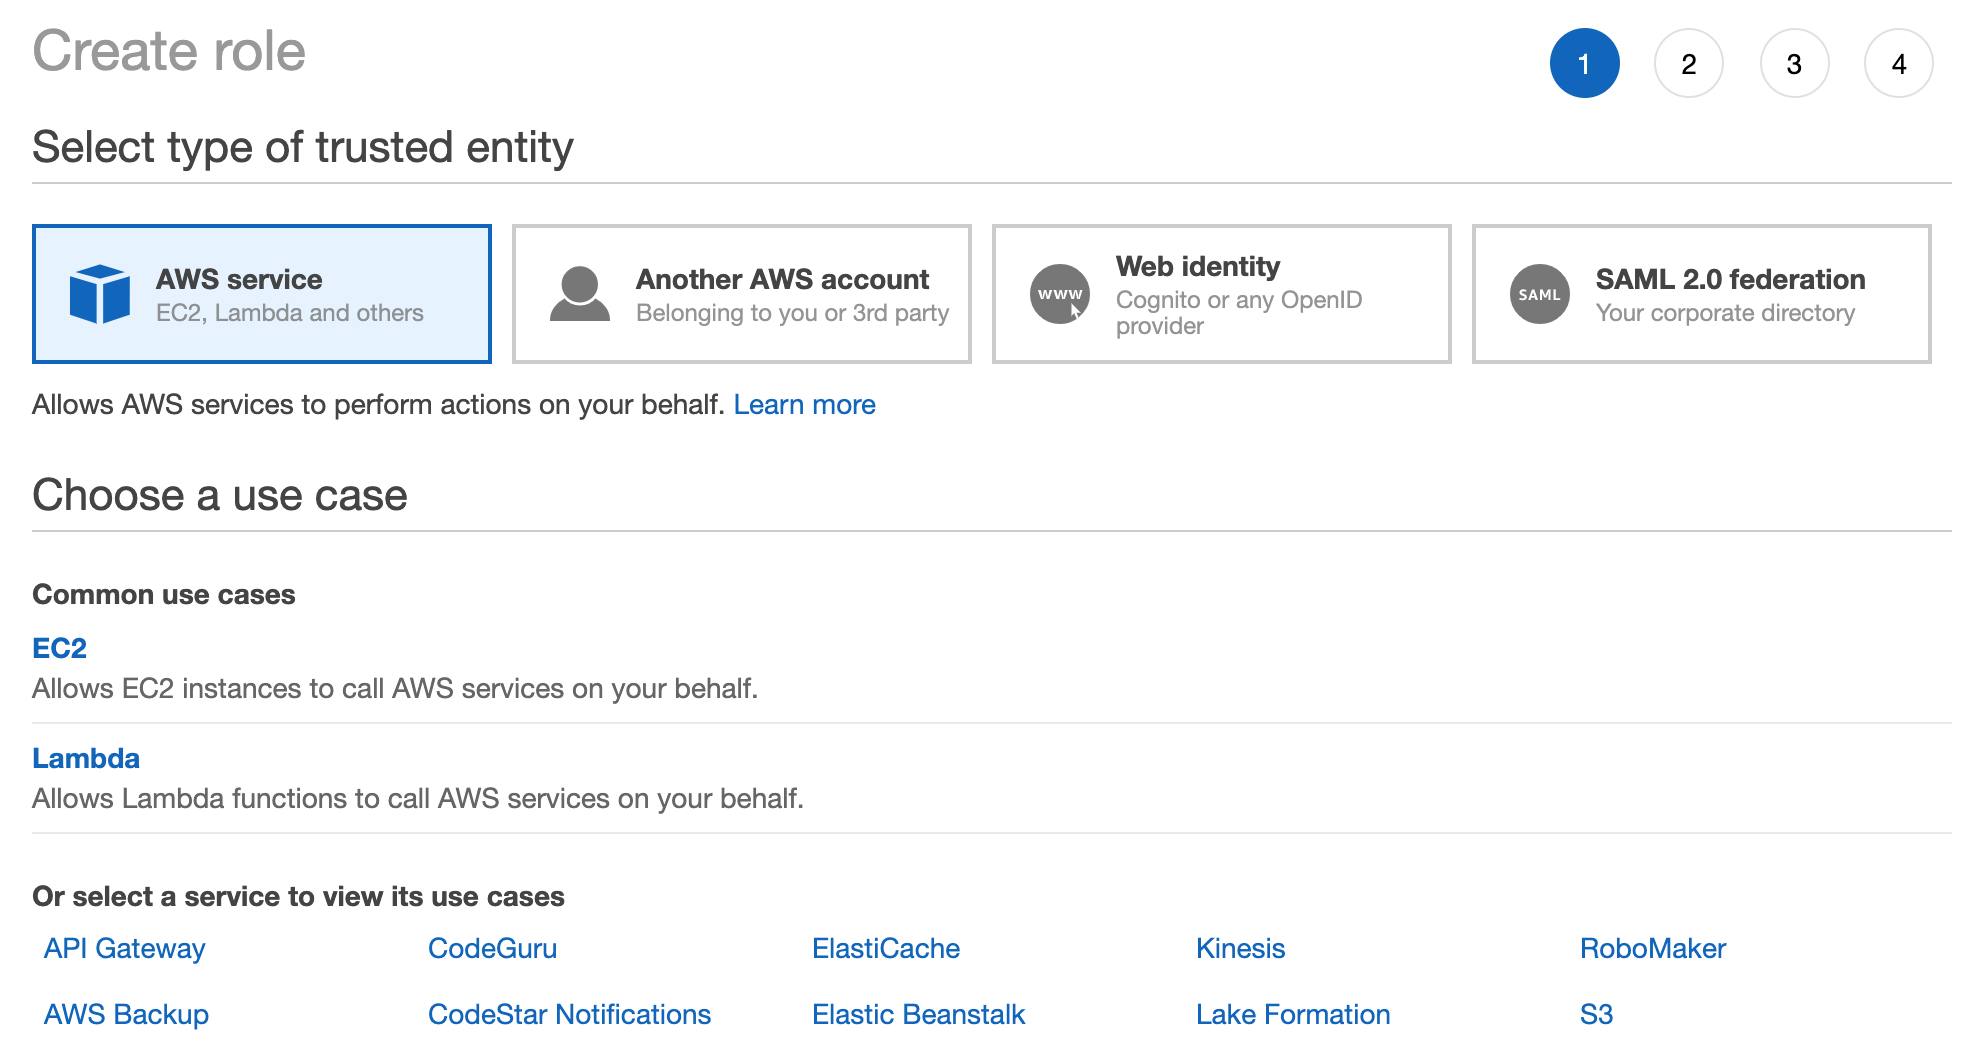 Create role
1 2 3 4
Select type of trusted entity
AWS service
EC2, Lambda and others
Another AWS account
Belonging to you or 3rd party
www
Web identity
Cognito or any OpenID
provider
SAML
SAML 2.0 federation
Your corporate directory
Allows AWS services to perform actions on your behalf. Learn more
Choose a use case
Common use cases
EC2
Allows EC2 instances to call AWS services on your behalf.
Lambda
Allows Lambda functions to call AWS services on your behalf.
Or select a service to view its use cases
API Gateway CodeGuru ElastiCache Kinesis RoboMaker
AWS Backup CodeStar Notifications Elastic Beanstalk Lake Formation S3